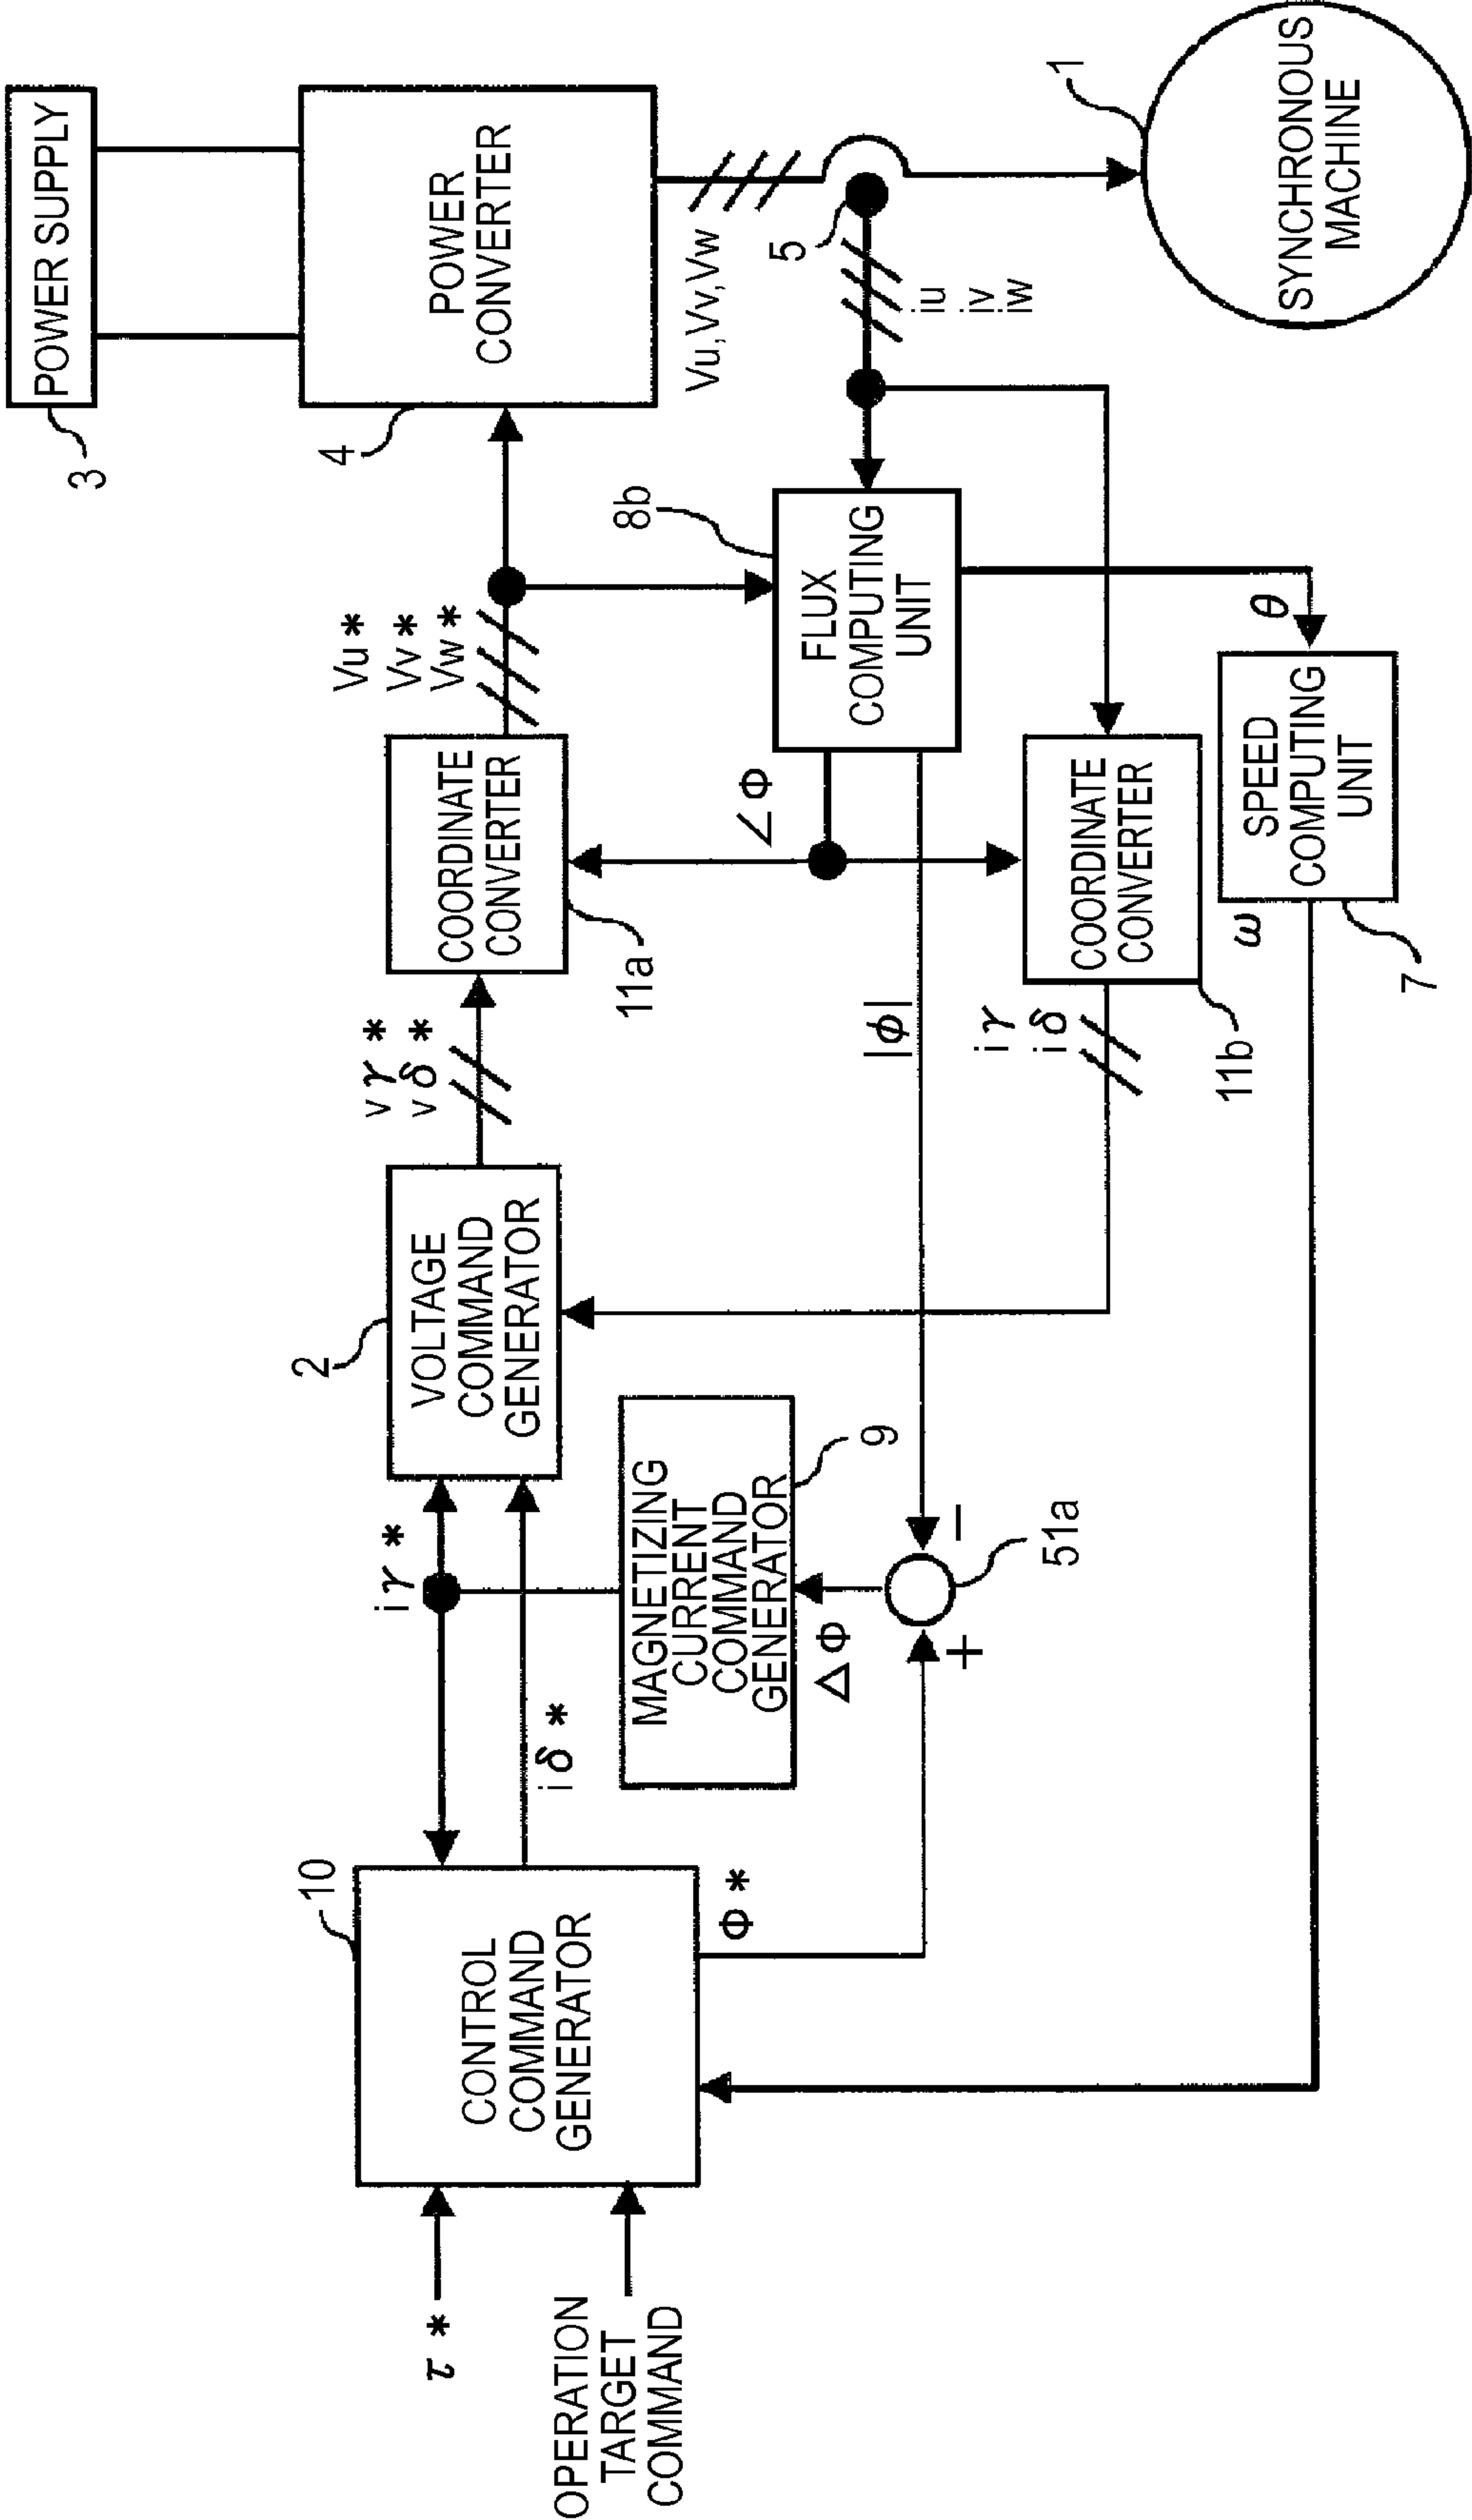 τ*
OPERATION
TARGET
COMMAND
10
CONTROL
COMMAND
GENERATOR
Φ*
iγ*
iδ*
MAGNETIZING
CURRENT
COMMAND
GENERATOR
9
ΔΦ
+
−
51a
2
VOLTAGE
COMMAND
GENERATOR
vγ*
vδ*
COORDINATE
CONVERTER
11a
∠Φ
|ϕ|
iγ
iδ
COORDINATE
CONVERTER
11b
ω
SPEED
COMPUTING
UNIT
7
θ
Vu*
Vv*
Vw*
8b
FLUX
COMPUTING
UNIT
3
POWER SUPPLY
4
POWER
CONVERTER
Vu,Vv,Vw
5
iu
iv
iw
1
SYNCHRONOUS
MACHINE